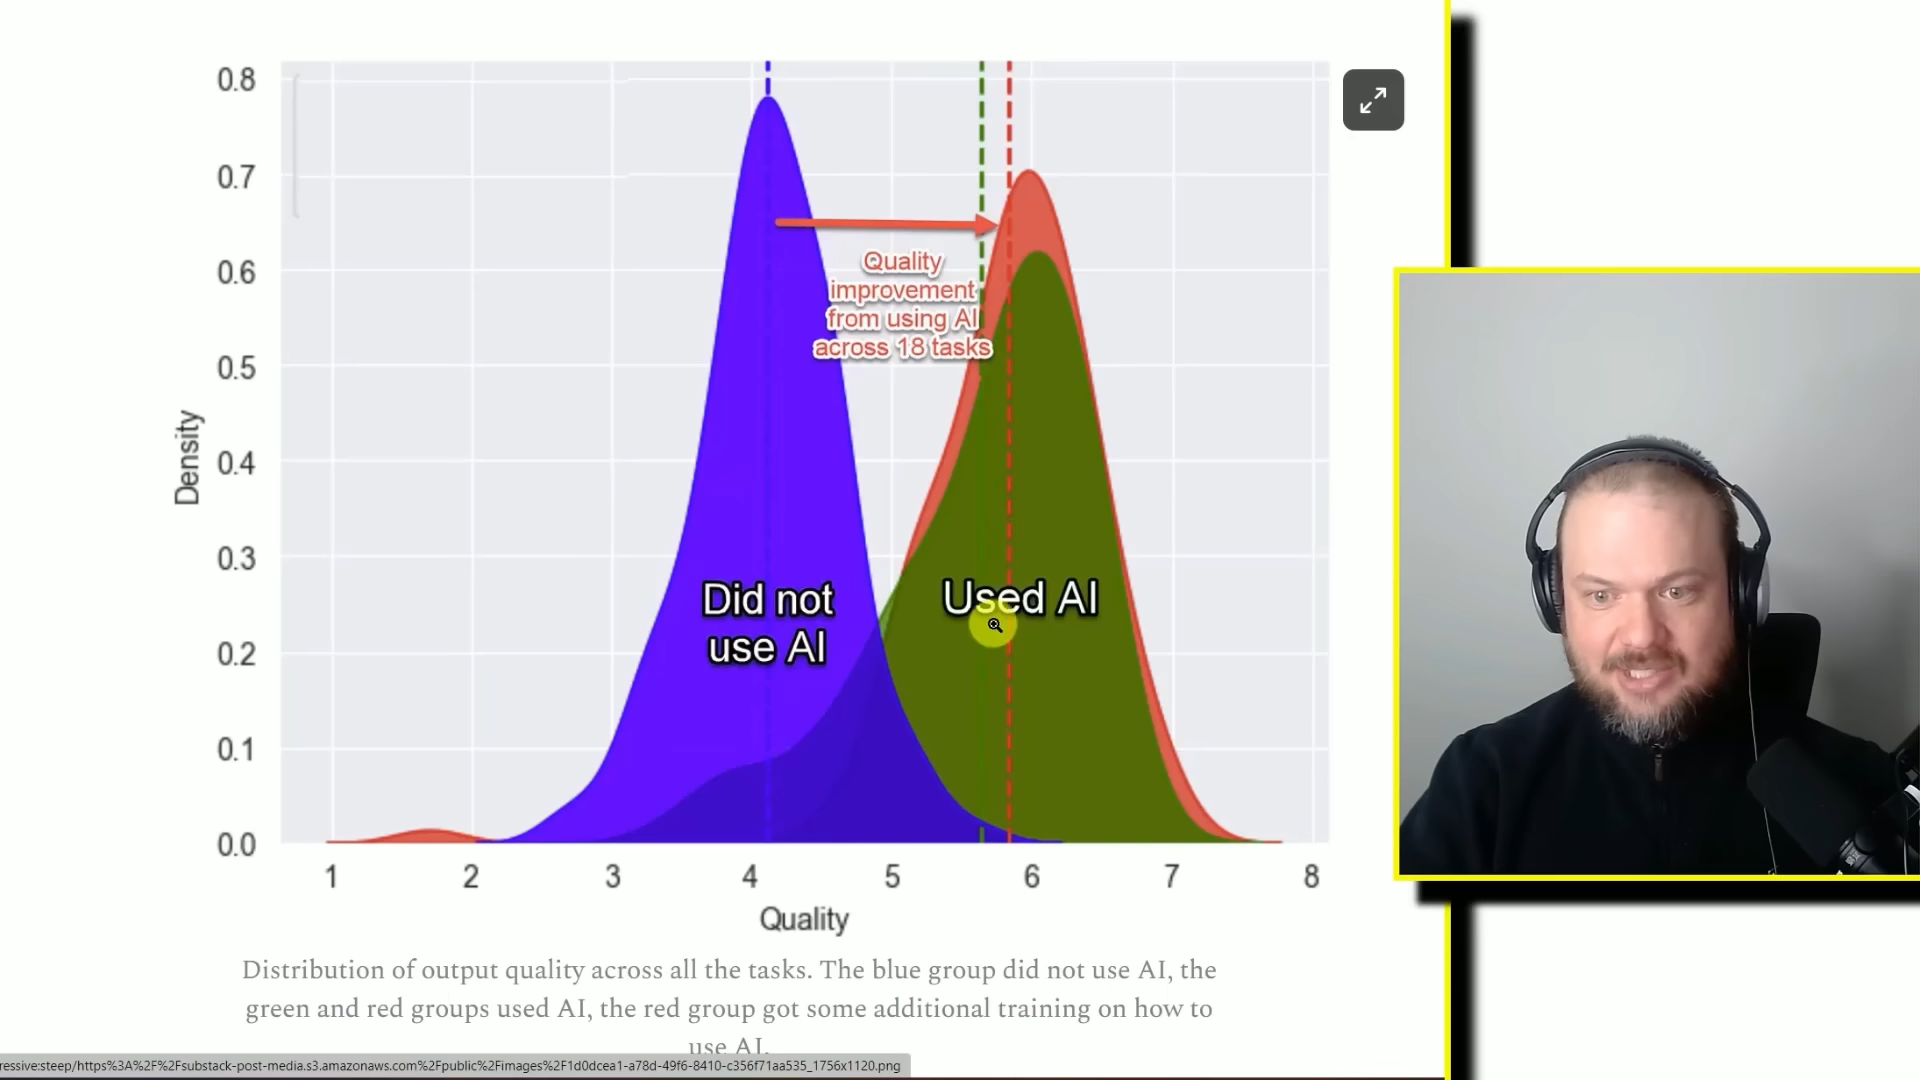 0.8
0.7
0.6
0.5
0.4
0.3
0.2
0.1
0.0
Density
Quality
improvement
from using AI
across 18 tasks
Did not
use AI
Used AI
1 2 3 4 5 6 7 8
Quality
Distribution of output quality across all the tasks. The blue group did not use AI, the
green and red groups used AI, the red group got some additional training on how to
use AI.
ressive:steep/https%3A%2F%2Fsubstack-post-media.s3.amazonaws.com%2Fpublic%2Fimages%2F1d0dcea1-a78d-49f6-8410-c356f71aa535_1756x1120.png